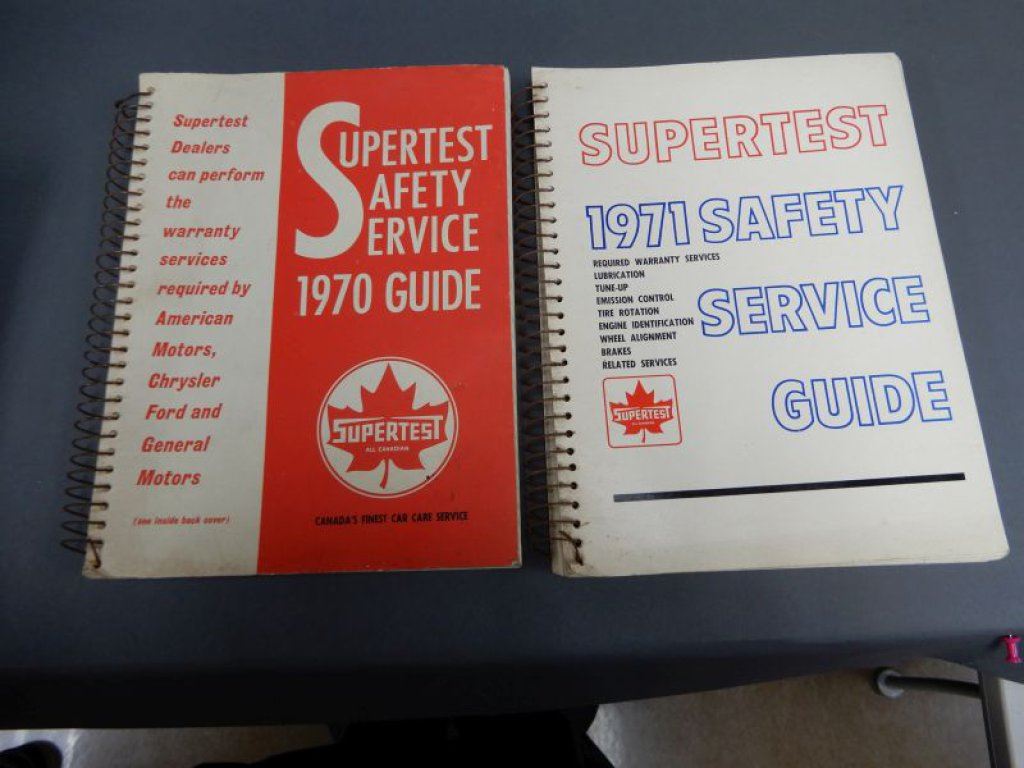 Supertest
Dealers
can perform
the
warranty
services
required by
American
Motors,
Chrysler
Ford and
General
Motors
(see inside back cover)
SUPERTEST
SAFETY
SERVICE
1970 GUIDE
SUPERTEST
ALL CANADIAN
CANADA'S FINEST CAR CARE SERVICE
SUPERTEST
1971 SAFETY
REQUIRED WARRANTY SERVICES
LUBRICATION
TUNE-UP
EMISSION CONTROL
TIRE ROTATION
ENGINE IDENTIFICATION
WHEEL ALIGNMENT
BRAKES
RELATED SERVICES
SERVICE
GUIDE
SUPERTEST
ALL CANADIAN